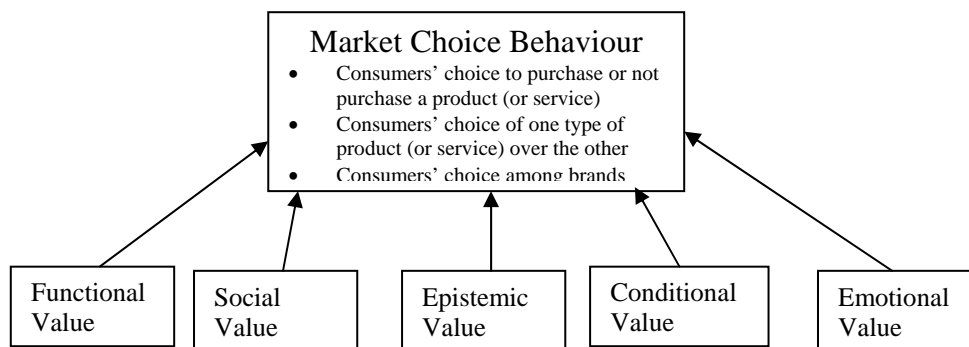 Market Choice Behaviour
• Consumers’ choice to purchase or not
purchase a product (or service)
• Consumers’ choice of one type of
product (or service) over the other
• Consumers’ choice among brands
Functional
Value
Social
Value
Epistemic
Value
Conditional
Value
Emotional
Value